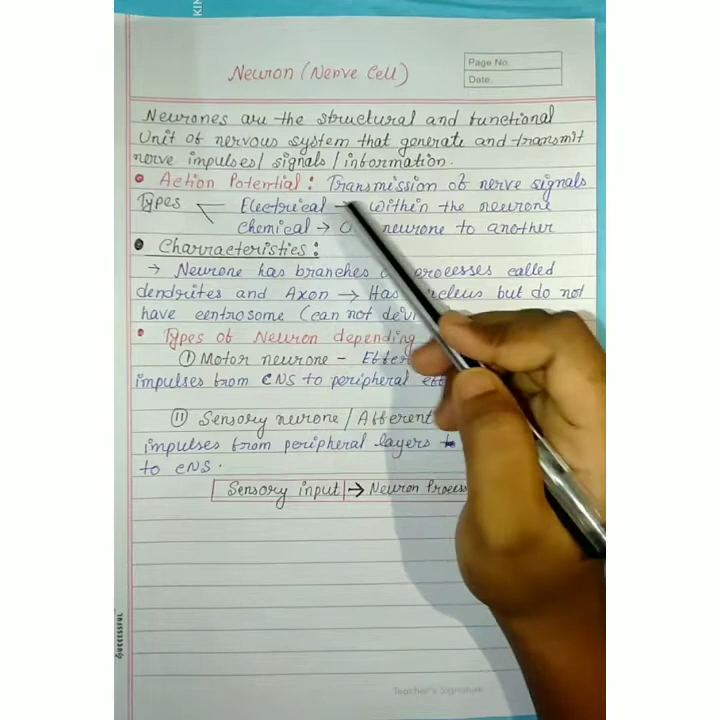 KIN
Neuron (Nerve Cell)
Page No.
Date.
Neurones are the structural and functional
Unit of nervous system that generate and transmit
nerve impulses/ signals / information.
Action Potential : Transmission of nerve signals
Types Electrical → within the neurone
Chemical → neurone to another
Charracteristics :
→ Neurone has branches processes called
dendrites and Axon → Has nucleus but do not
have centrosome (can not
Types of Neuron depending
I Motor neurone -
impulses from CNS to peripheral
II Sensory neurone / Afferent
impulses from peripheral layers
to CNS.
Sensory input → Neuron
SUCCESSFUL
Teacher's Signature